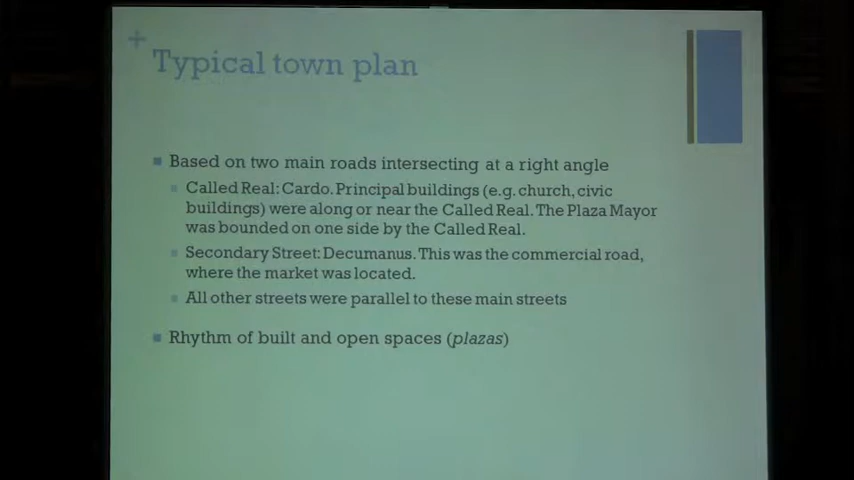 +
Typical town plan
Based on two main roads intersecting at a right angle
Called Real: Cardo. Principal buildings (e.g. church, civic
buildings) were along or near the Called Real. The Plaza Mayor
was bounded on one side by the Called Real.
Secondary Street: Decumanus. This was the commercial road,
where the market was located.
All other streets were parallel to these main streets
Rhythm of built and open spaces (plazas)